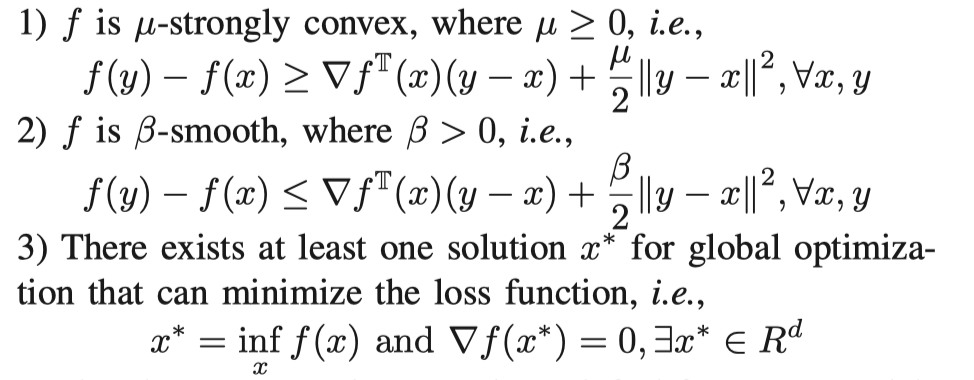 1) f is μ-strongly convex, where μ ≥ 0, i.e.,
f(y) − f(x) ≥ ∇f^𝕋(x)(y − x) + μ/2 ‖y − x‖², ∀x, y
2) f is β-smooth, where β > 0, i.e.,
f(y) − f(x) ≤ ∇f^𝕋(x)(y − x) + β/2 ‖y − x‖², ∀x, y
3) There exists at least one solution x* for global optimiza-
tion that can minimize the loss function, i.e.,
x* = inf_x f(x) and ∇f(x*) = 0, ∃x* ∈ R^d